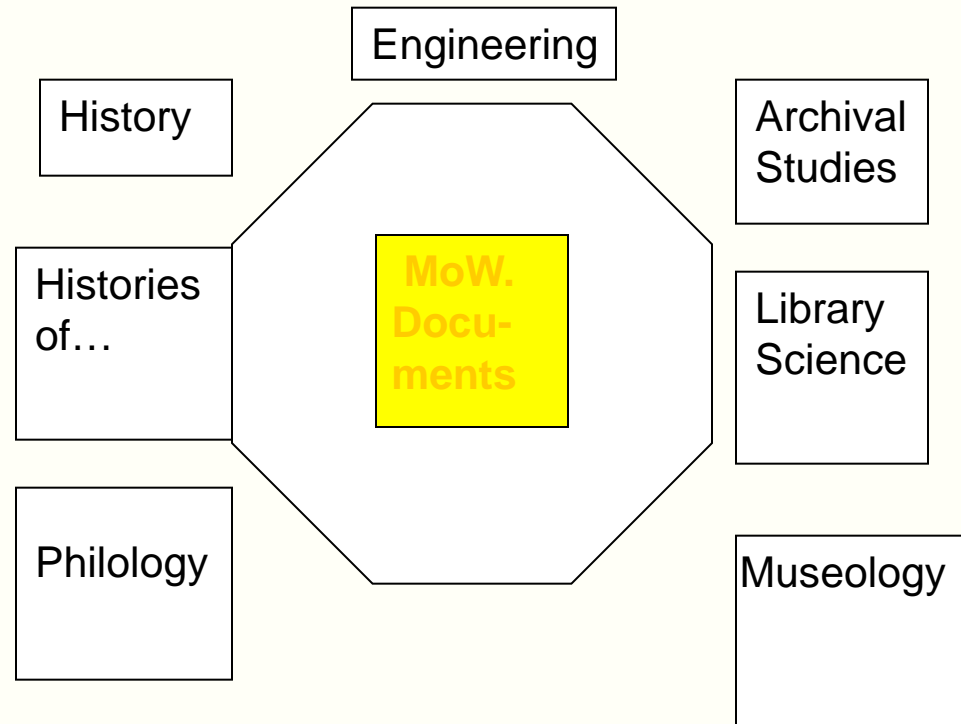 Engineering
History
Archival
Studies
Histories
of…
MoW.
Docu-
ments
Library
Science
Philology
Museology